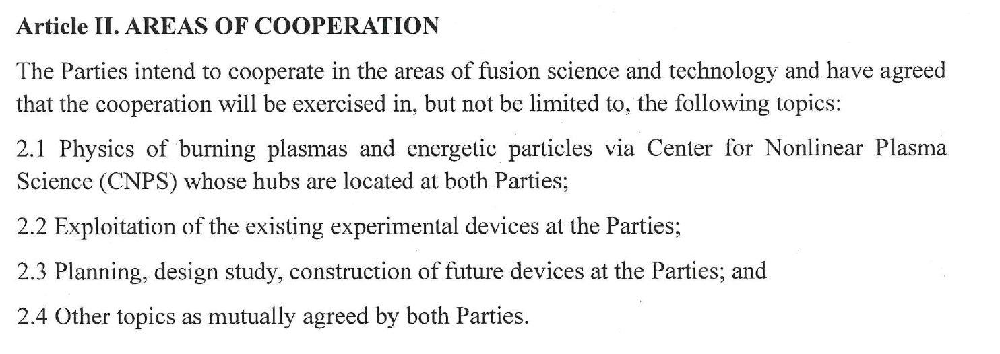 Article II. AREAS OF COOPERATION
The Parties intend to cooperate in the areas of fusion science and technology and have agreed
that the cooperation will be exercised in, but not be limited to, the following topics:
2.1 Physics of burning plasmas and energetic particles via Center for Nonlinear Plasma
Science (CNPS) whose hubs are located at both Parties;
2.2 Exploitation of the existing experimental devices at the Parties;
2.3 Planning, design study, construction of future devices at the Parties; and
2.4 Other topics as mutually agreed by both Parties.